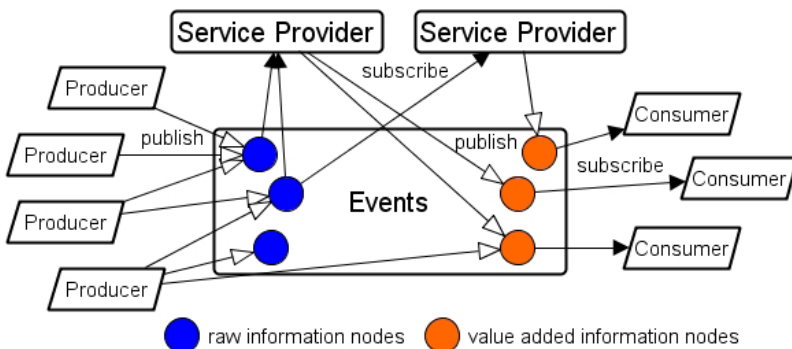 Service Provider
Service Provider
subscribe
Producer
Consumer
publish
publish
Producer
subscribe
Consumer
Events
Producer
Consumer
Producer
raw information nodes
value added information nodes